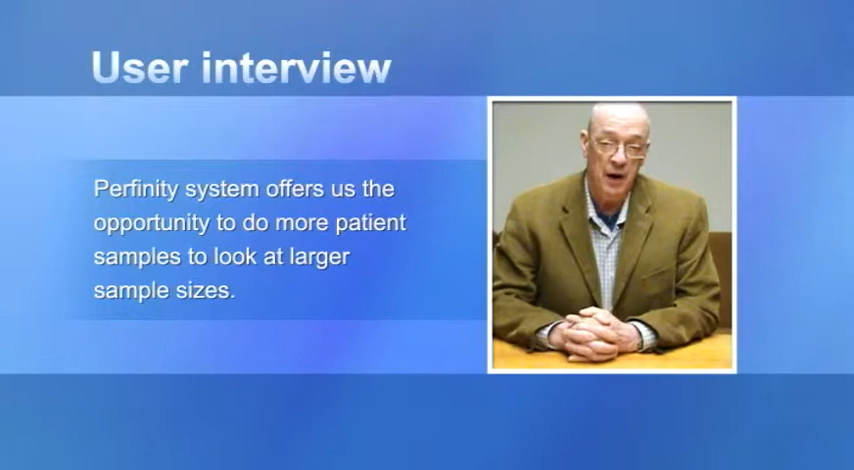 User interview
Perfinity system offers us the
opportunity to do more patient
samples to look at larger
sample sizes.